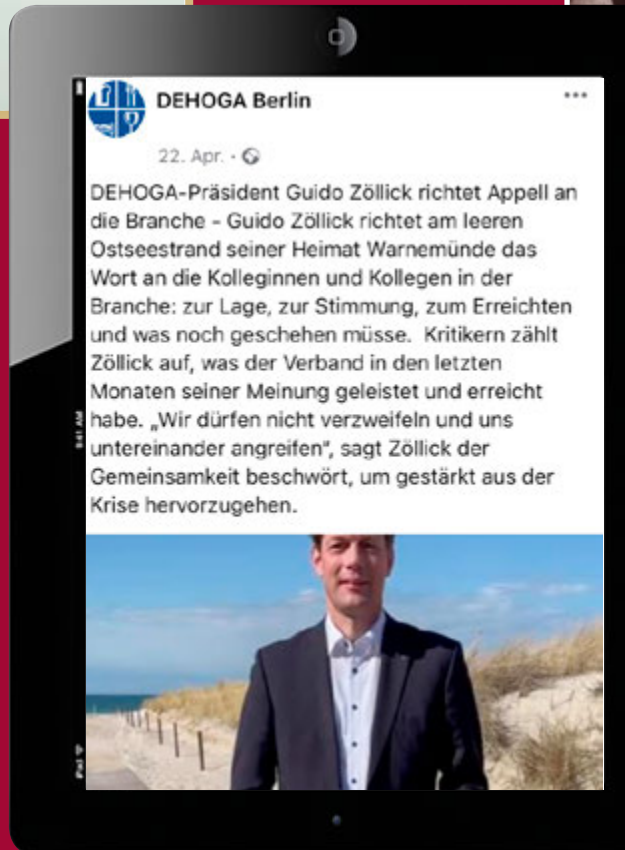 DEHOGA Berlin
22. Apr. ·
DEHOGA-Präsident Guido Zöllick richtet Appell an
die Branche - Guido Zöllick richtet am leeren
Ostseestrand seiner Heimat Warnemünde das
Wort an die Kolleginnen und Kollegen in der
Branche: zur Lage, zur Stimmung, zum Erreichten
und was noch geschehen müsse. Kritikern zählt
Zöllick auf, was der Verband in den letzten
Monaten seiner Meinung geleistet und erreicht
habe. „Wir dürfen nicht verzweifeln und uns
untereinander angreifen“, sagt Zöllick der
Gemeinsamkeit beschwört, um gestärkt aus der
Krise hervorzugehen.
9:41 AM
iPad